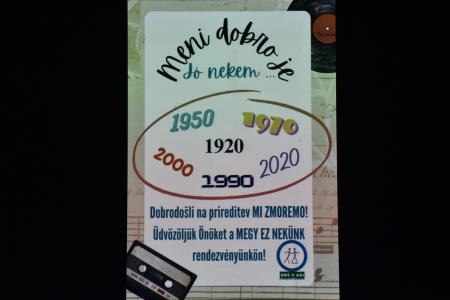 Meni dobro je
Jó nekem ...
1950 1970
1920
2000 2020
1990
Dobrodošli na prireditev MI ZMOREMO!
Üdvözöljük Önöket a MEGY EZ NEKÜNK
rendezvényünkön!